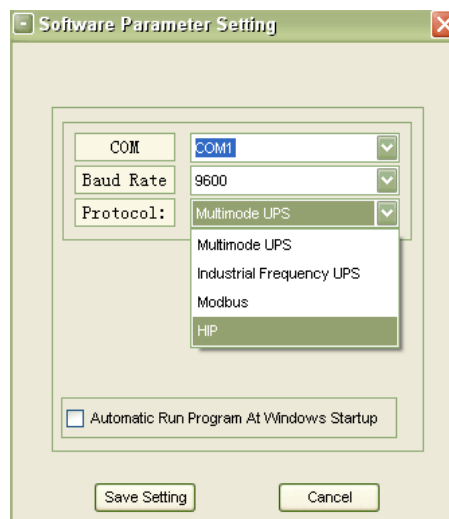 Software Parameter Setting
COM COM1
Baud Rate 9600
Protocol: Multimode UPS
Multimode UPS
Industrial Frequency UPS
Modbus
HIP
Automatic Run Program At Windows Startup
Save Setting Cancel